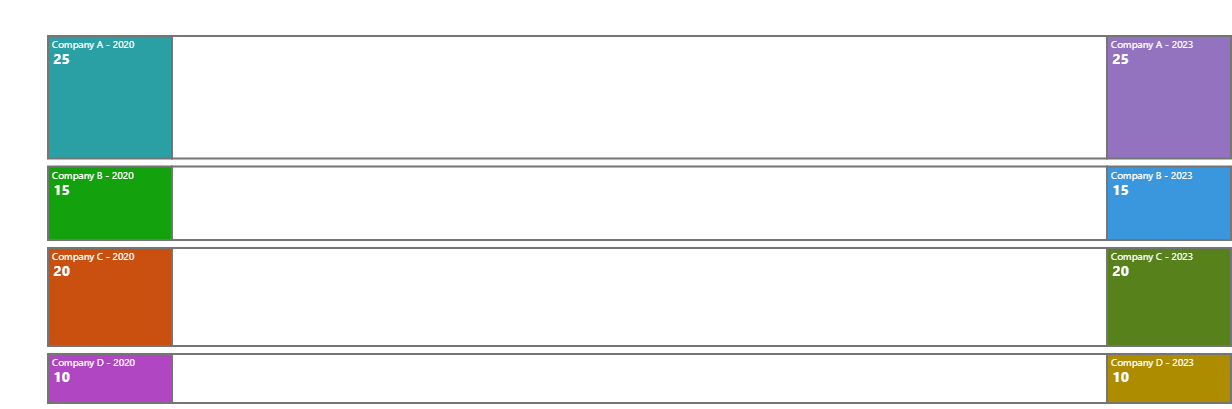 Company A - 2020
25
Company A - 2023
25
Company B - 2020
15
Company B - 2023
15
Company C - 2020
20
Company C - 2023
20
Company D - 2020
10
Company D - 2023
10